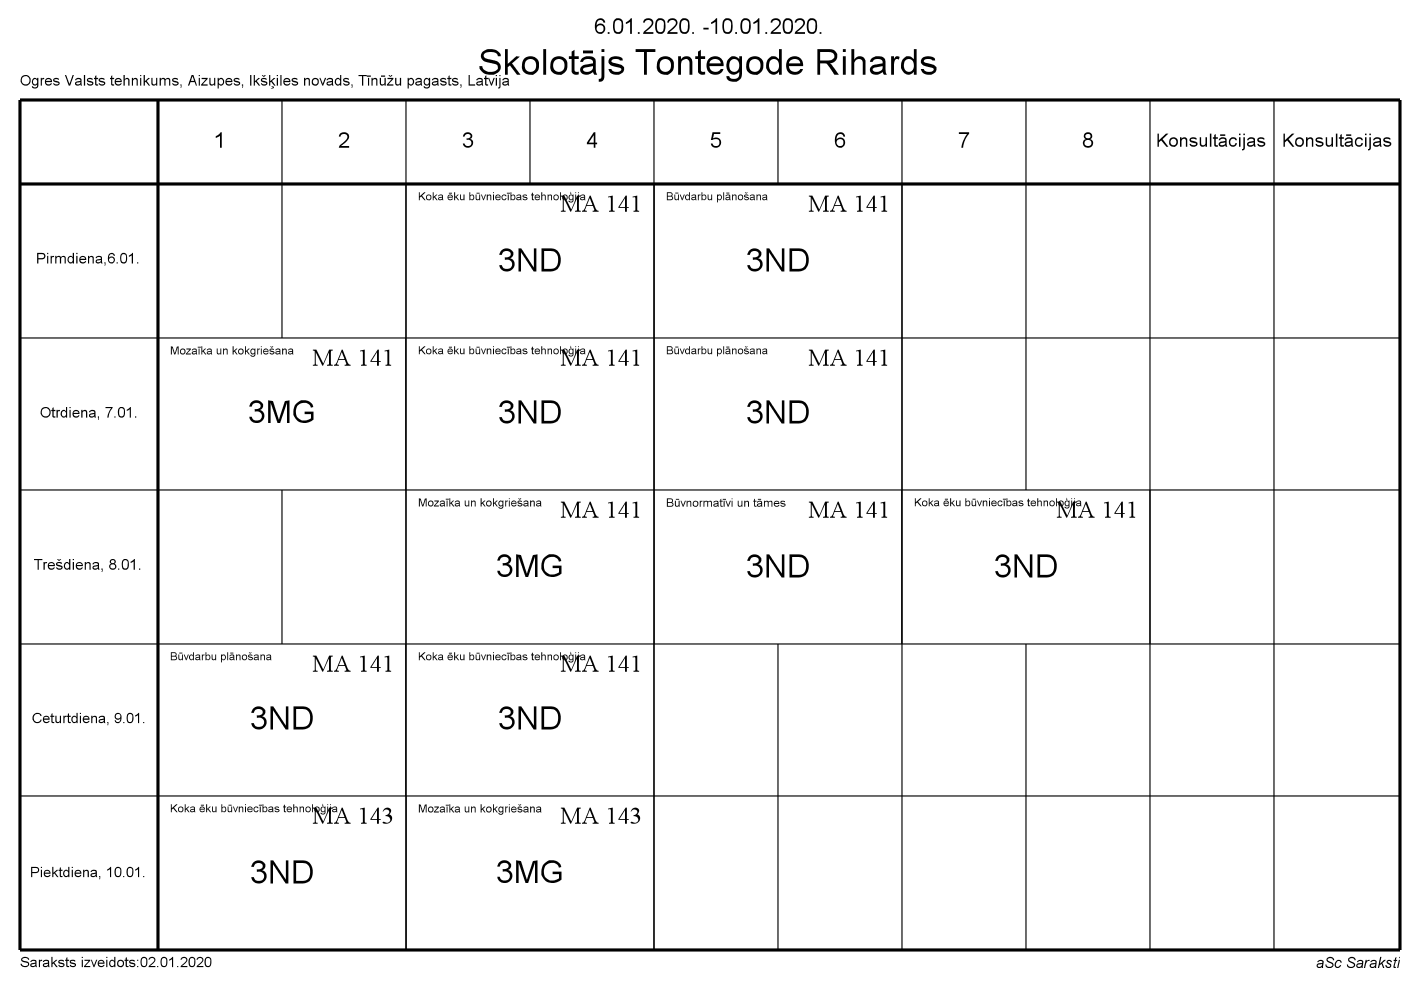 6.01.2020. -10.01.2020.
Skolotājs Tontegode Rihards
Ogres Valsts tehnikums, Aizupes, Ikšķiles novads, Tīnūžu pagasts, Latvija
1 2 3 4 5 6 7 8 Konsultācijas Konsultācijas
Koka ēku būvniecības tehnoloģija MA 141 Būvdarbu plānošana MA 141
Pirmdiena,6.01. 3ND 3ND
Mozaīka un kokgriešana MA 141 Koka ēku būvniecības tehnoloģija MA 141 Būvdarbu plānošana MA 141
Otrdiena, 7.01. 3MG 3ND 3ND
Mozaīka un kokgriešana MA 141 Būvnormatīvi un tāmes MA 141 Koka ēku būvniecības tehnoloģija MA 141
Trešdiena, 8.01. 3MG 3ND 3ND
Būvdarbu plānošana MA 141 Koka ēku būvniecības tehnoloģija MA 141
Ceturtdiena, 9.01. 3ND 3ND
Koka ēku būvniecības tehnoloģija MA 143 Mozaīka un kokgriešana MA 143
Piektdiena, 10.01. 3ND 3MG
Saraksts izveidots:02.01.2020 aSc Saraksti